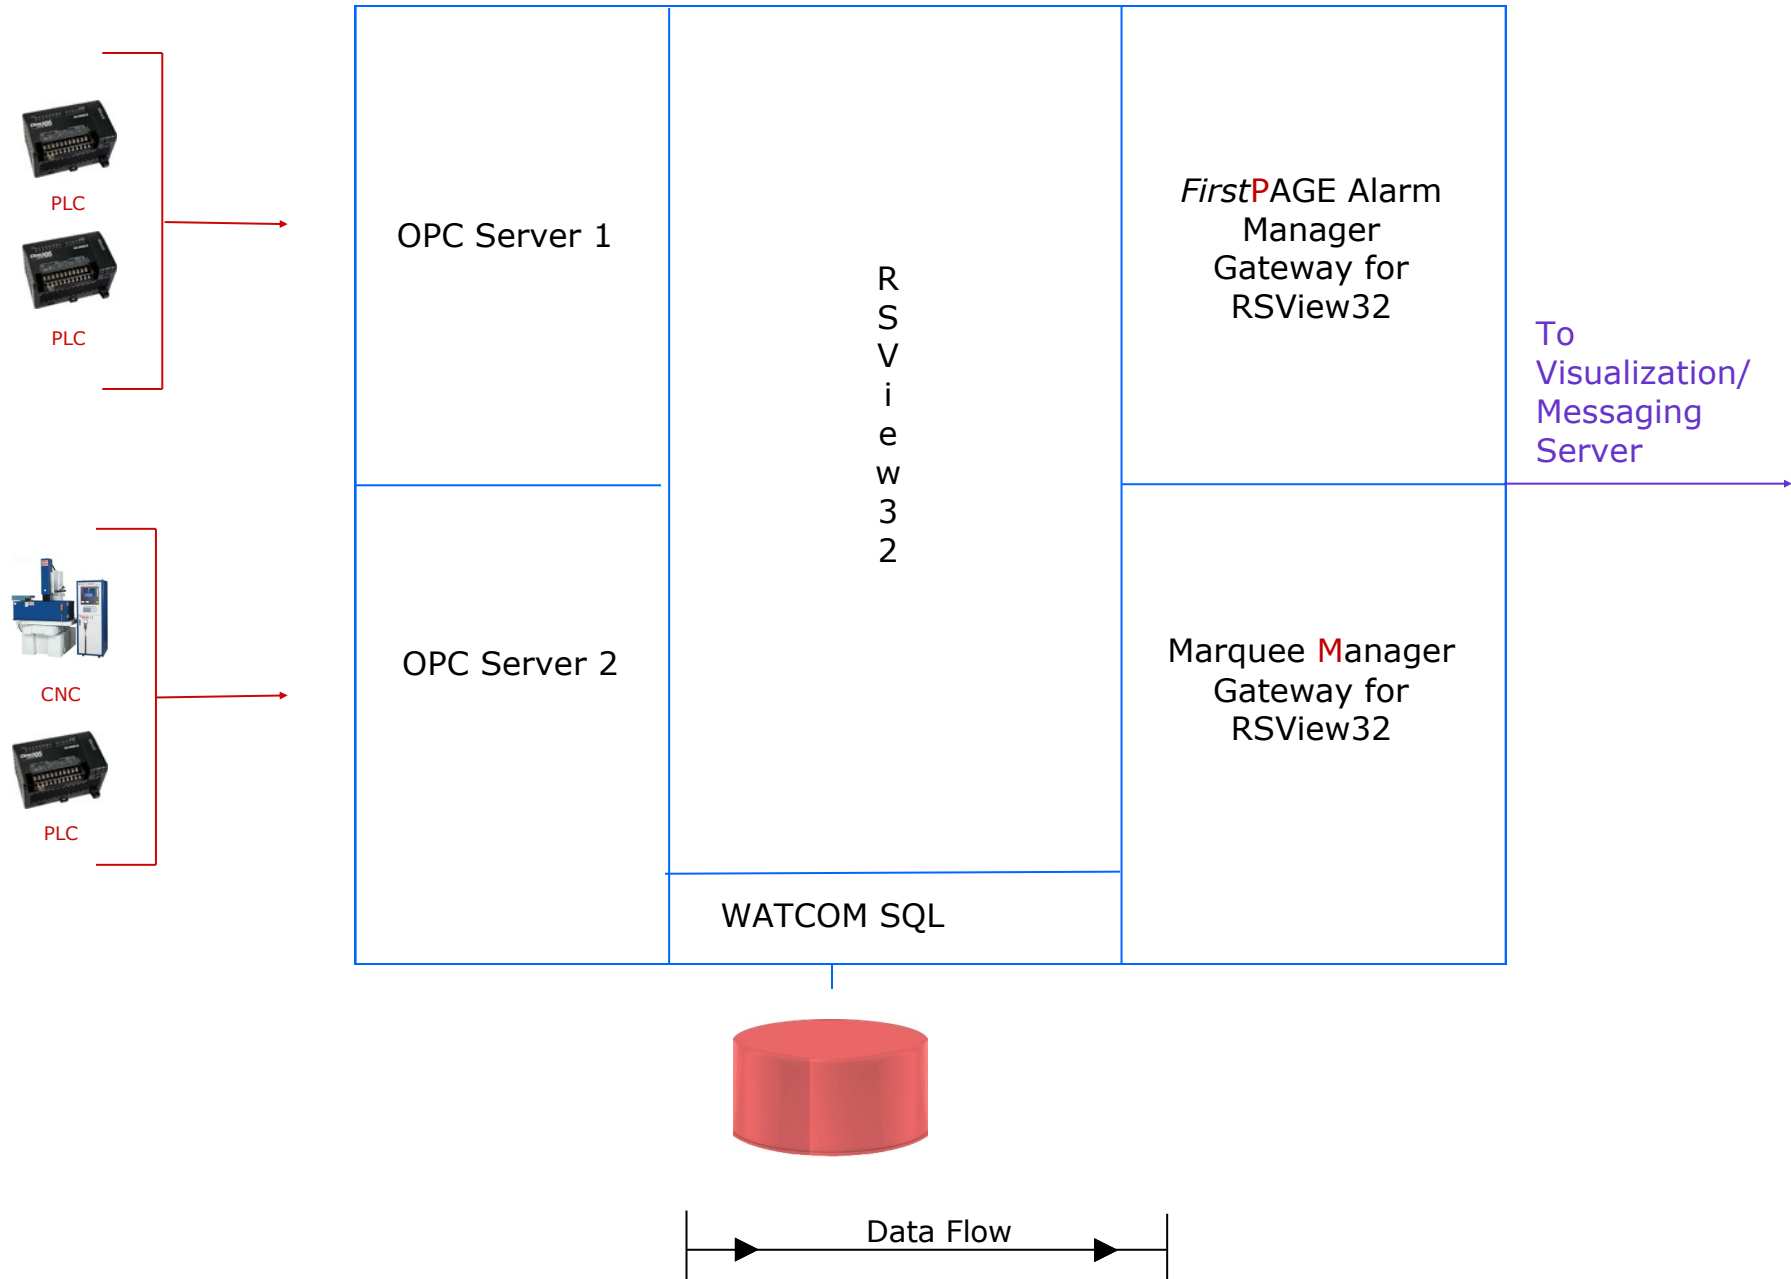 PLC
PLC
CNC
PLC
OPC Server 1
OPC Server 2
R
S
V
i
e
w
3
2
WATCOM SQL
FirstPAGE Alarm
Manager
Gateway for
RSView32
Marquee Manager
Gateway for
RSView32
To
Visualization/
Messaging
Server
Data Flow